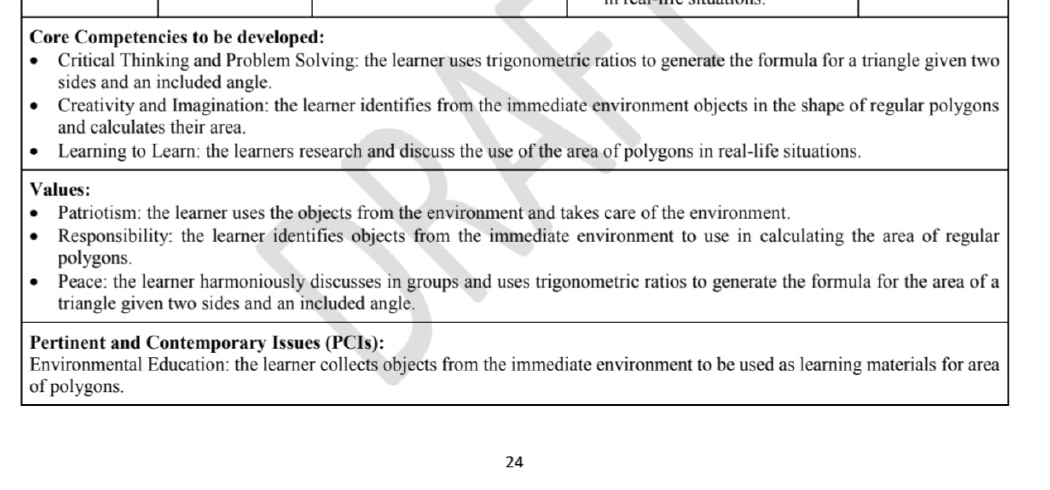 in real-life situations.
Core Competencies to be developed:
• Critical Thinking and Problem Solving: the learner uses trigonometric ratios to generate the formula for a triangle given two
sides and an included angle.
• Creativity and Imagination: the learner identifies from the immediate environment objects in the shape of regular polygons
and calculates their area.
• Learning to Learn: the learners research and discuss the use of the area of polygons in real-life situations.
Values:
• Patriotism: the learner uses the objects from the environment and takes care of the environment.
• Responsibility: the learner identifies objects from the immediate environment to use in calculating the area of regular
polygons.
• Peace: the learner harmoniously discusses in groups and uses trigonometric ratios to generate the formula for the area of a
triangle given two sides and an included angle.
Pertinent and Contemporary Issues (PCIs):
Environmental Education: the learner collects objects from the immediate environment to be used as learning materials for area
of polygons.
DRAFT
24